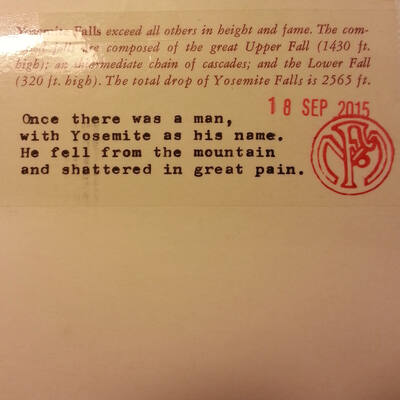 Yosemite Falls exceed all others in height and fame. The com-
falls are composed of the great Upper Fall (1430 ft.
high); an intermediate chain of cascades; and the Lower Fall
(320 ft. high). The total drop of Yosemite Falls is 2565 ft.
18 SEP 2015
Once there was a man,
with Yosemite as his name.
He fell from the mountain
and shattered in great pain.